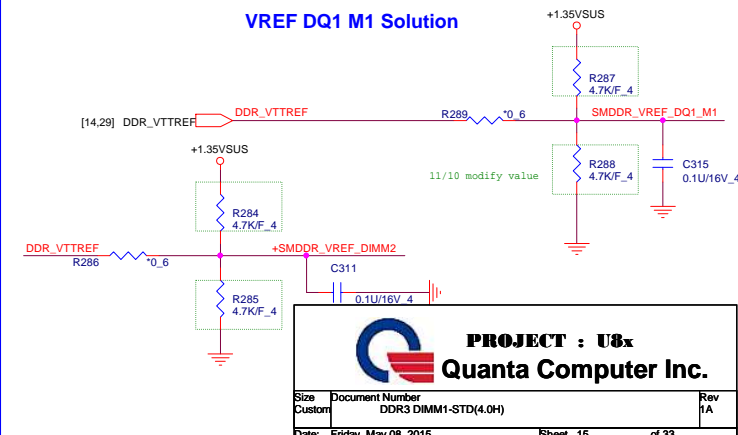 VREF DQ1 M1 Solution
+1.35VSUS
R287
4.7K/F_4
[14,29] DDR_VTTREF
DDR_VTTREF
R289
*0_6
SMDDR_VREF_DQ1_M1
+1.35VSUS
11/10 modify value
R288
4.7K/F_4
C315
0.1U/16V_4
R284
4.7K/F_4
DDR_VTTREF
R286
*0_6
+SMDDR_VREF_DIMM2
C311
0.1U/16V_4
R285
4.7K/F_4
PROJECT : U8x
Quanta Computer Inc.
Size Document Number Rev
Custom DDR3 DIMM1-STD(4.0H) 1A
Date: Friday, May 08, 2015 Sheet 15 of 33